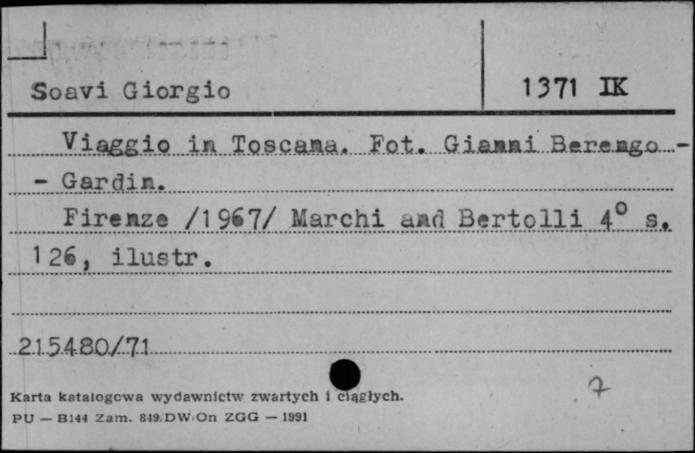 Soavi Giorgio 1371 IK
Viaggio in Toscana. Fot. Gianni Berengo -
- Gardin.
Firenze /1967/ Marchi and Bertolli 4° s.
126, ilustr.
215480/71
7
Karta katalogowa wydawnictw zwartych i ciągłych.
PU — B144 Zam. 849/DW/On ZGG — 1991